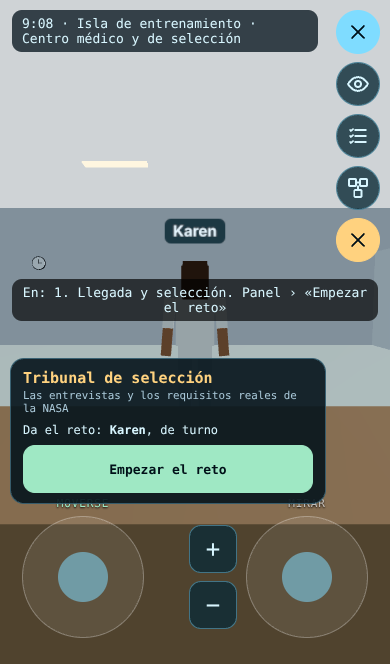 9:08 · Isla de entrenamiento ·
Centro médico y de selección
Karen
En: 1. Llegada y selección. Panel › «Empezar
el reto»
Tribunal de selección
Las entrevistas y los requisitos reales de
la NASA
Da el reto: Karen, de turno
Empezar el reto
MOVERSE
MIRAR
+
−